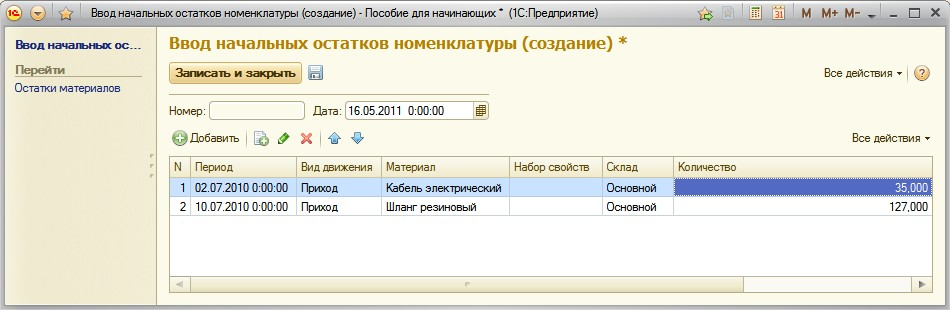 Ввод начальных остатков номенклатуры (создание) - Пособие для начинающих * (1С:Предприятие)
M M+ M-
31
Ввод начальных ос...
Перейти
Остатки материалов
Ввод начальных остатков номенклатуры (создание) *
Записать и закрыть
Все действия
Номер: Дата: 16.05.2011 0:00:00
Добавить Все действия
N Период Вид движения Материал Набор свойств Склад Количество
1 02.07.2010 0:00:00 Приход Кабель электрический Основной 35,000
2 10.07.2010 0:00:00 Приход Шланг резиновый Основной 127,000